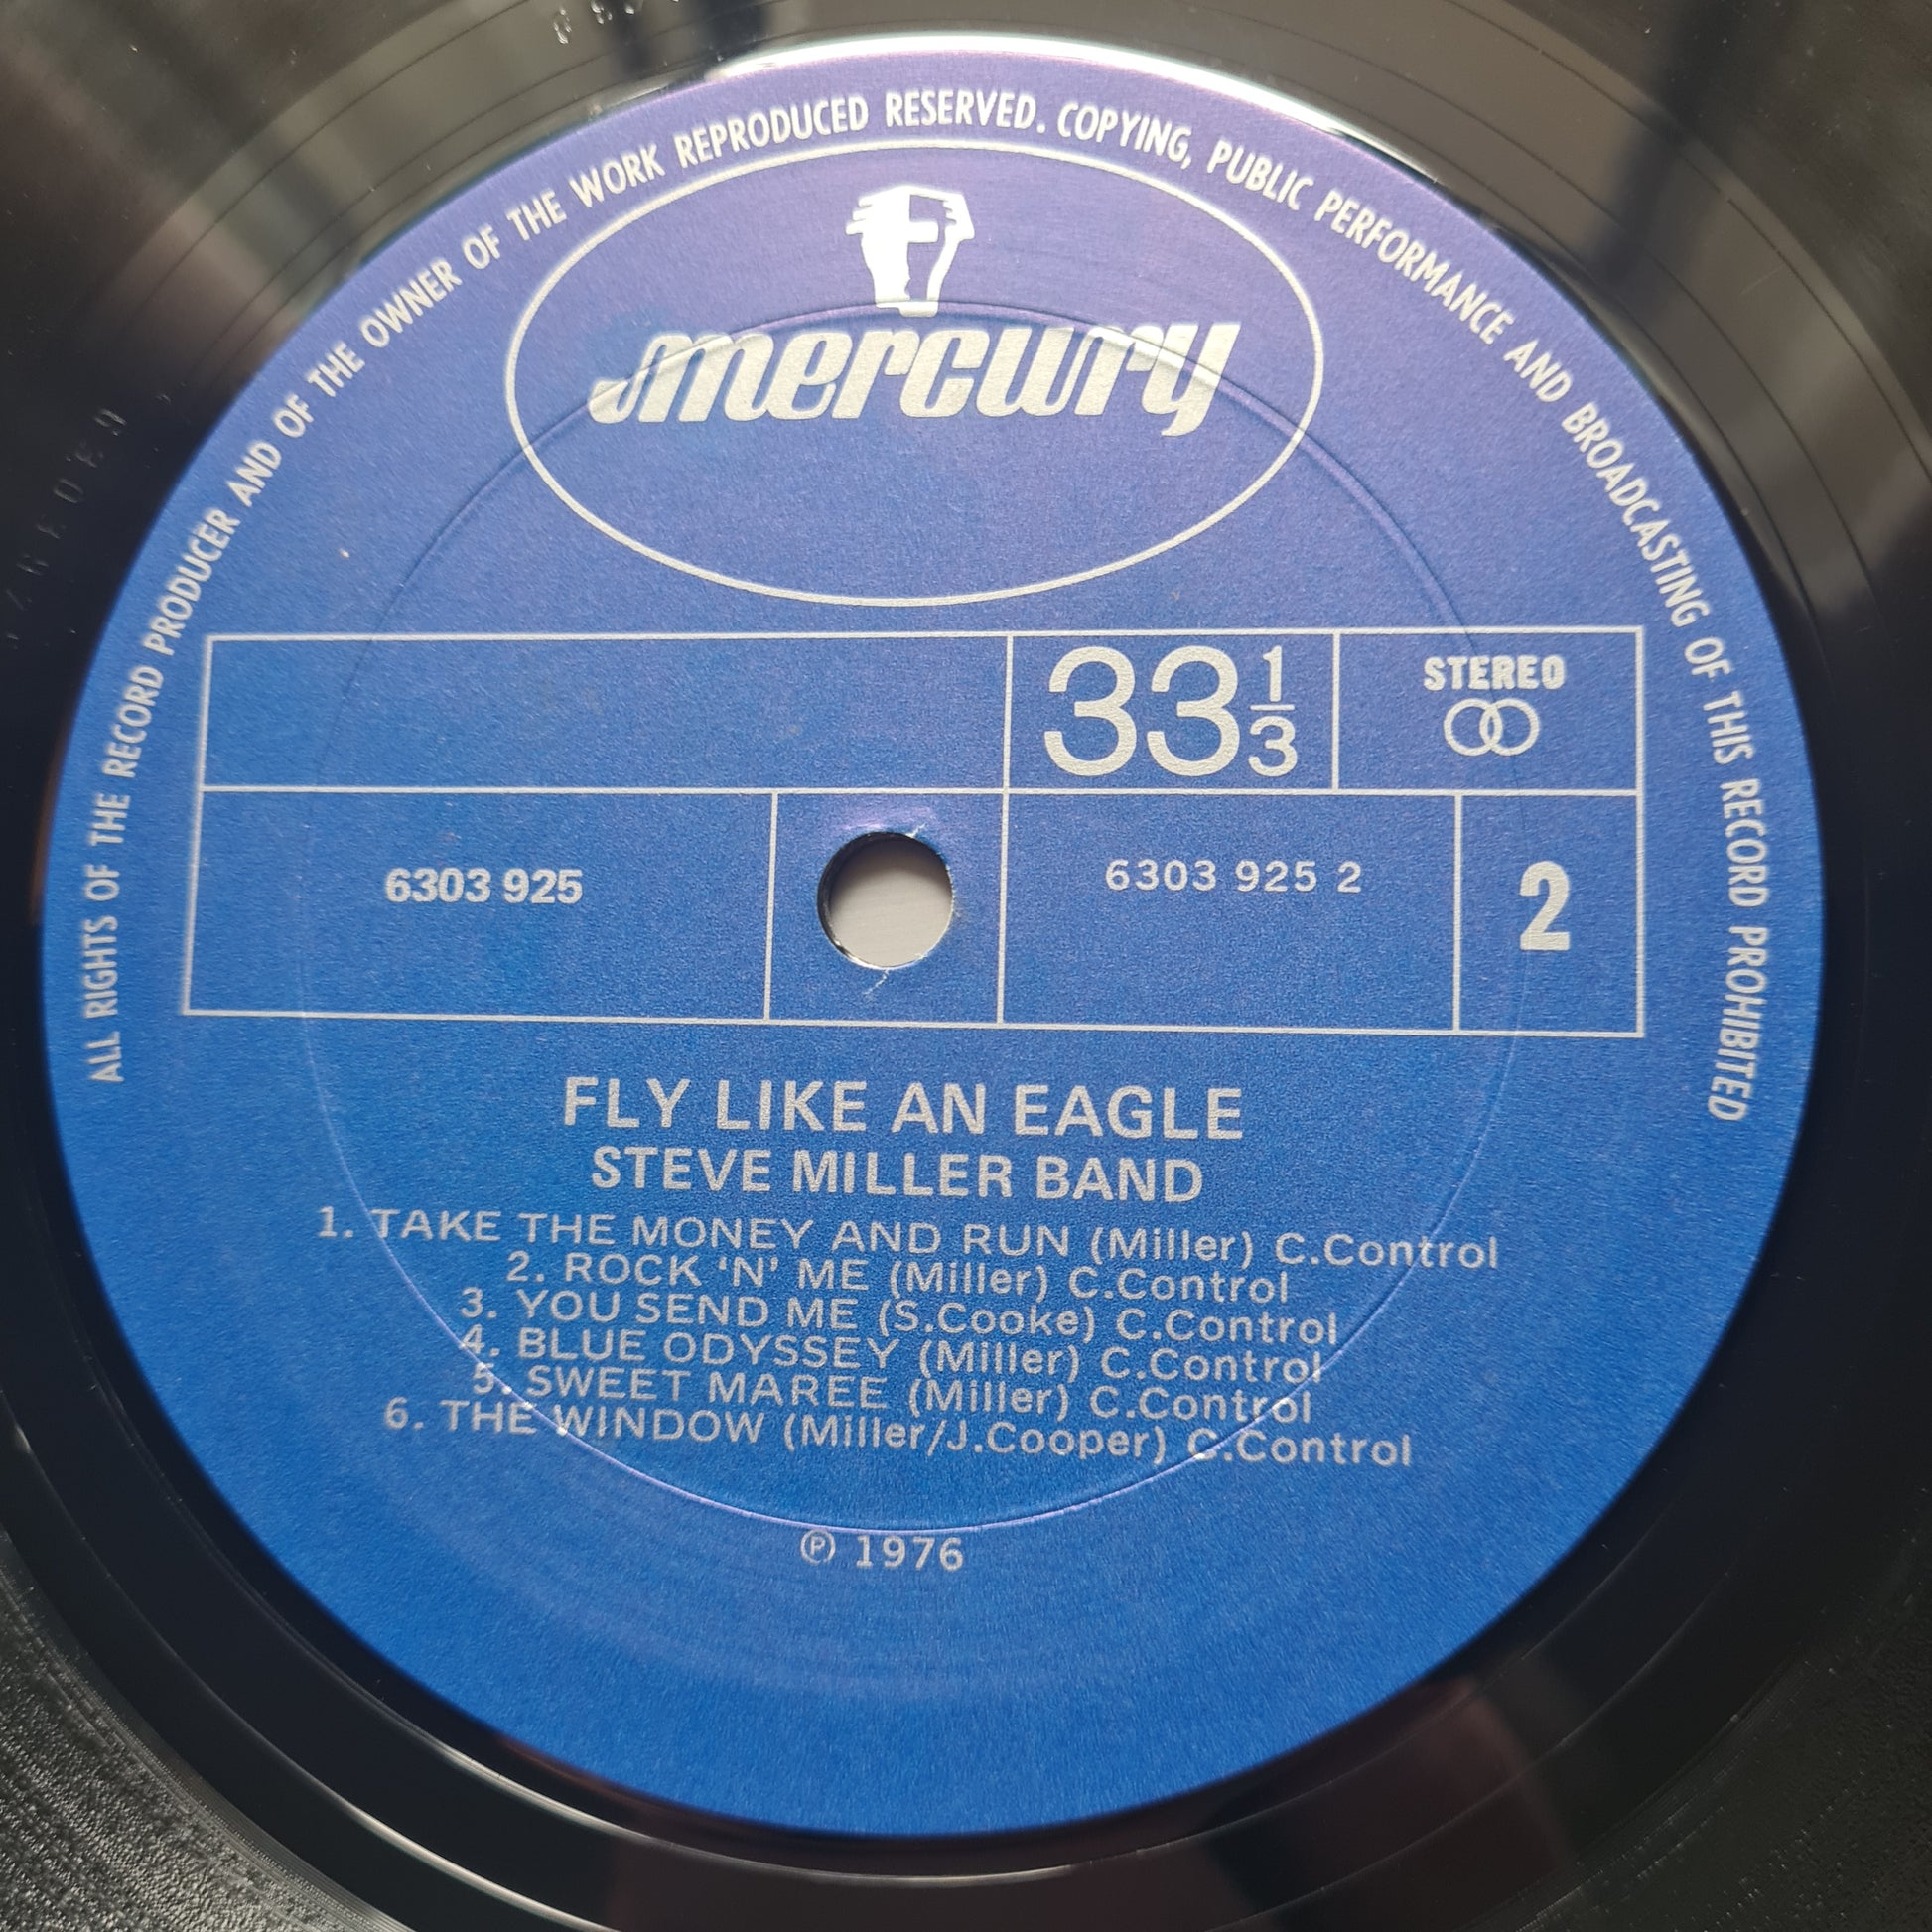 ALL RIGHTS OF THE RECORD PRODUCER AND OF THE OWNER OF THE WORK REPRODUCED RESERVED. COPYING, PUBLIC PERFORMANCE AND BROADCASTING OF THIS RECORD PROHIBITED
mercury
33 1/3
STEREO
6303 925
6303 925 2
2
FLY LIKE AN EAGLE
STEVE MILLER BAND
1. TAKE THE MONEY AND RUN (Miller) C.Control
2. ROCK ‘N’ ME (Miller) C.Control
3. YOU SEND ME (S.Cooke) C.Control
4. BLUE ODYSSEY (Miller) C.Control
5. SWEET MAREE (Miller) C.Control
6. THE WINDOW (Miller/J.Cooper) C.Control
℗ 1976